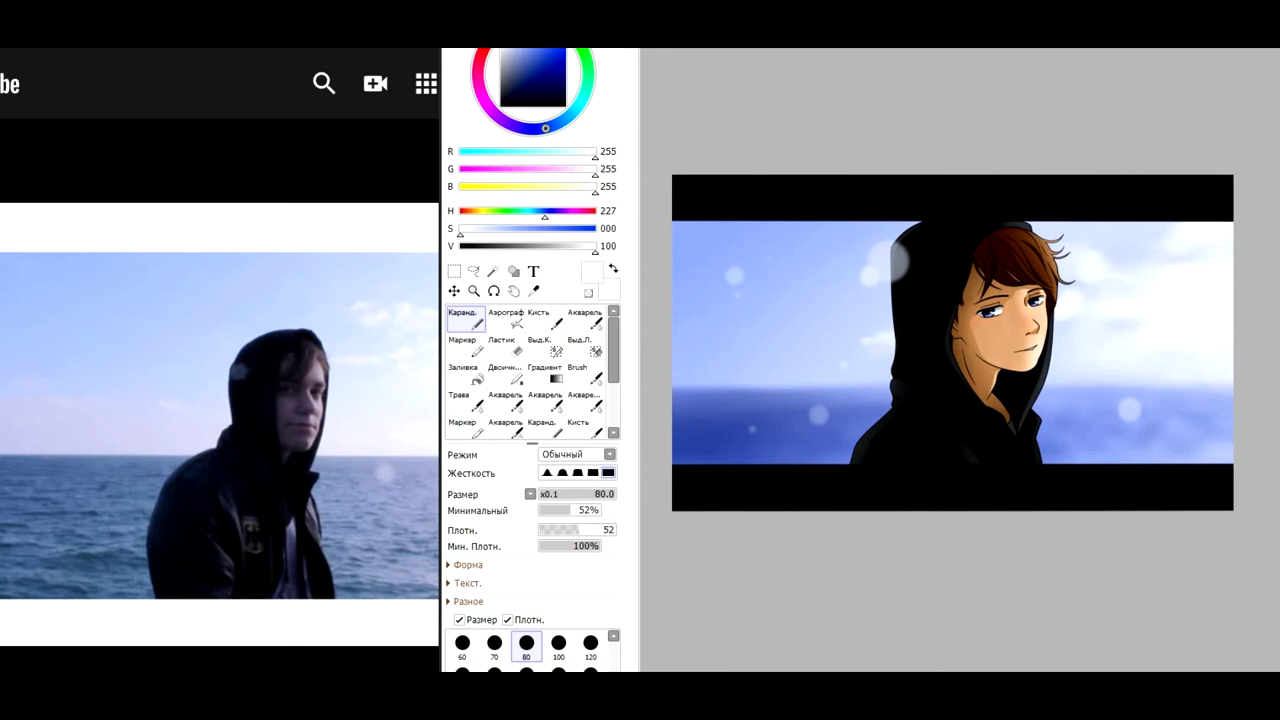 be
R 255
G 255
B 255
H 227
S 000
V 100
T
Каранд. Аэрограф Кисть Акварель
Маркер Ластик Выд.К. Выд.Л.
Заливка Двоичн... Градиент Brush
Трава Акварель Акварель Акваре...
Маркер Акварель Каранд. Кисть
Режим Обычный
Жесткость
Размер x0.1 80.0
Минимальный 52%
Плотн. 52
Мин. Плотн. 100%
Форма
Текст.
Разное
Размер Плотн.
60 70 80 100 120